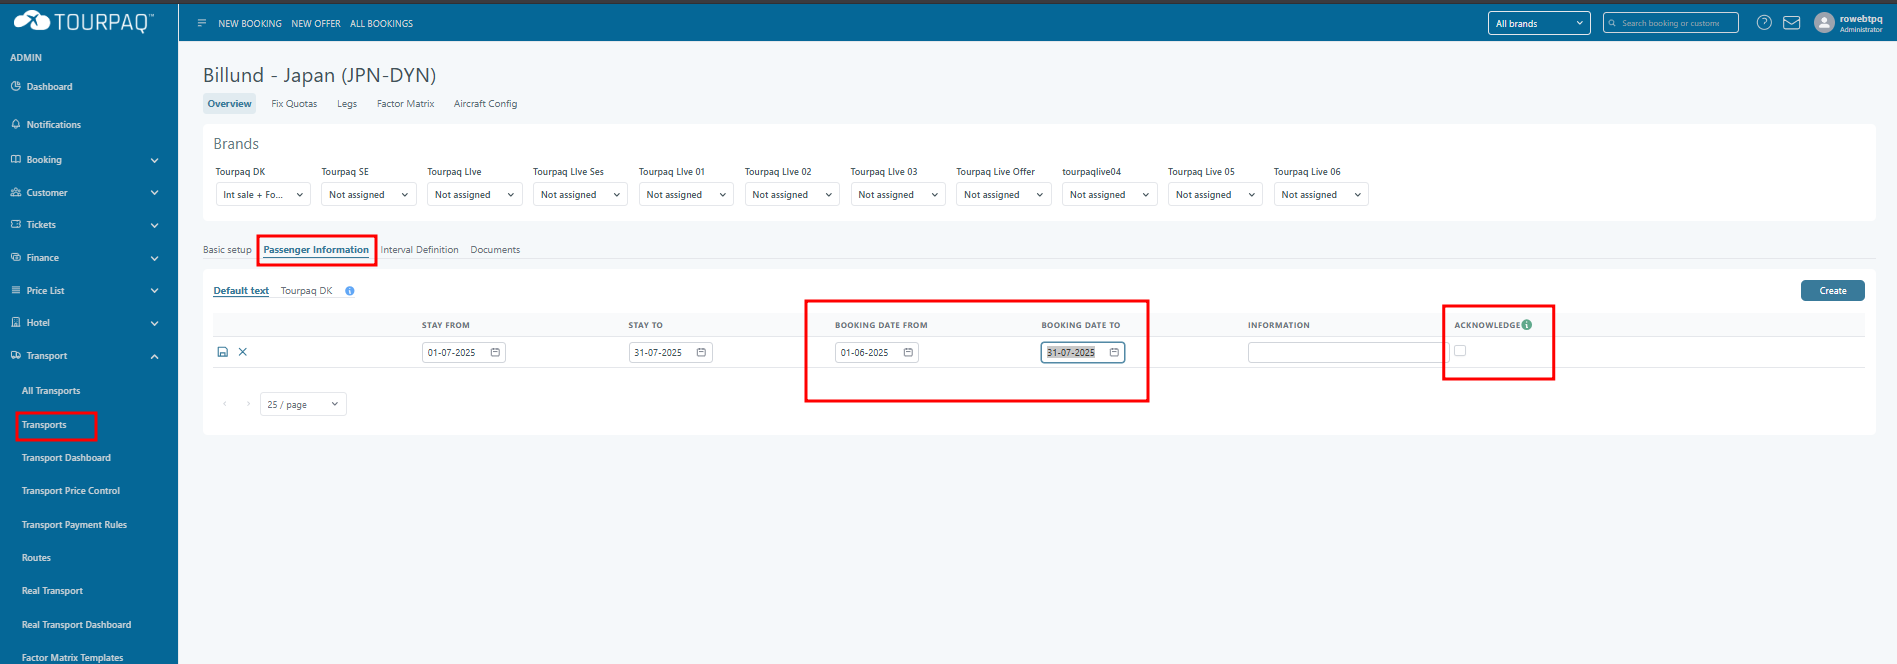 TOURPAQ™
NEW BOOKING NEW OFFER ALL BOOKINGS
All brands
Search booking or custome
rowebtpq
Administrator
ADMIN
Dashboard
Notifications
Booking
Customer
Tickets
Finance
Price List
Hotel
Transport
All Transports
Transports
Transport Dashboard
Transport Price Control
Transport Payment Rules
Routes
Real Transport
Real Transport Dashboard
Factor Matrix Templates
Billund - Japan (JPN-DYN)
Overview Fix Quotas Legs Factor Matrix Aircraft Config
Brands
Tourpaq DK Tourpaq SE Tourpaq LIve Tourpaq LIve Ses Tourpaq LIve 01 Tourpaq LIve 02 Tourpaq LIve 03 Tourpaq Live Offer tourpaqlive04 Tourpaq Live 05 Tourpaq Live 06
Int sale + Fo... Not assigned Not assigned Not assigned Not assigned Not assigned Not assigned Not assigned Not assigned Not assigned Not assigned
Basic setup Passenger Information Interval Definition Documents
Default text Tourpaq DK
Create
STAY FROM STAY TO BOOKING DATE FROM BOOKING DATE TO INFORMATION ACKNOWLEDGE
01-07-2025 31-07-2025 01-06-2025 31-07-2025
25 / page